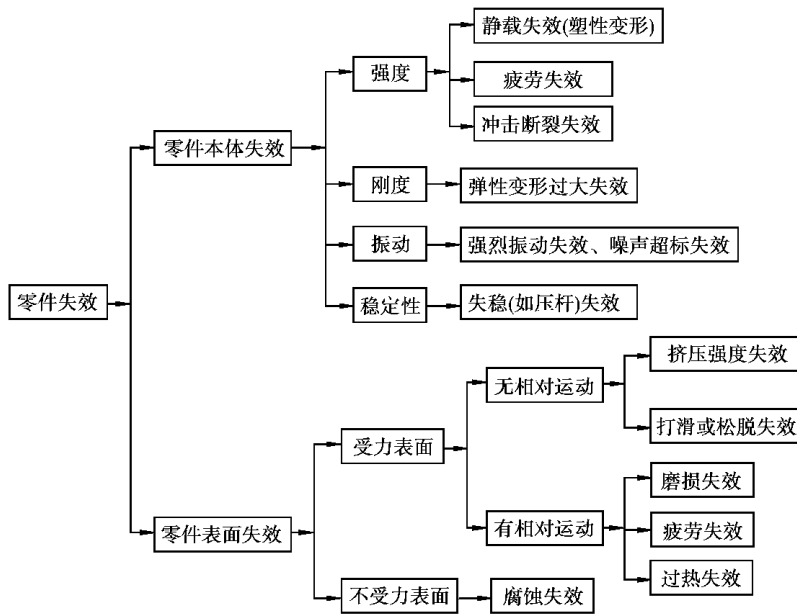 零件失效
零件本体失效
强度
静载失效(塑性变形)
疲劳失效
冲击断裂失效
刚度
弹性变形过大失效
振动
强烈振动失效、噪声超标失效
稳定性
失稳(如压杆)失效
零件表面失效
受力表面
无相对运动
挤压强度失效
打滑或松脱失效
有相对运动
磨损失效
疲劳失效
过热失效
不受力表面
腐蚀失效